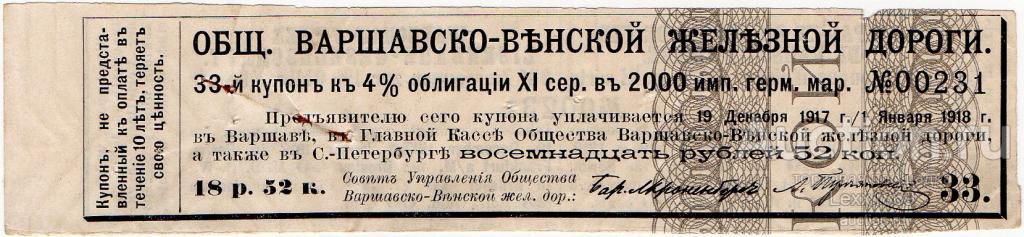 Купонъ, не предста-
вленный къ оплатѣ въ
теченіе 10 лѣтъ, теряетъ
свою цѣнность.
ОБЩ. ВАРШАВСКО-ВѢНСКОЙ ЖЕЛѢЗНОЙ ДОРОГИ.
33-й купонъ къ 4% облигаціи XI сер. въ 2000 имп. герм. мар. №00231
Предъявителю сего купона уплачивается 19 Декабря 1917 г./1 Января 1918 г.
въ Варшавѣ, въ Главной Кассѣ Общества Варшавско-Вѣнской желѣзной дороги,
а также въ С.-Петербургѣ восемнадцать рублей 52 коп.
18 р. 52 к.
Совѣтъ Управленія Общества
Варшавско-Вѣнской жел. дор.:
33.